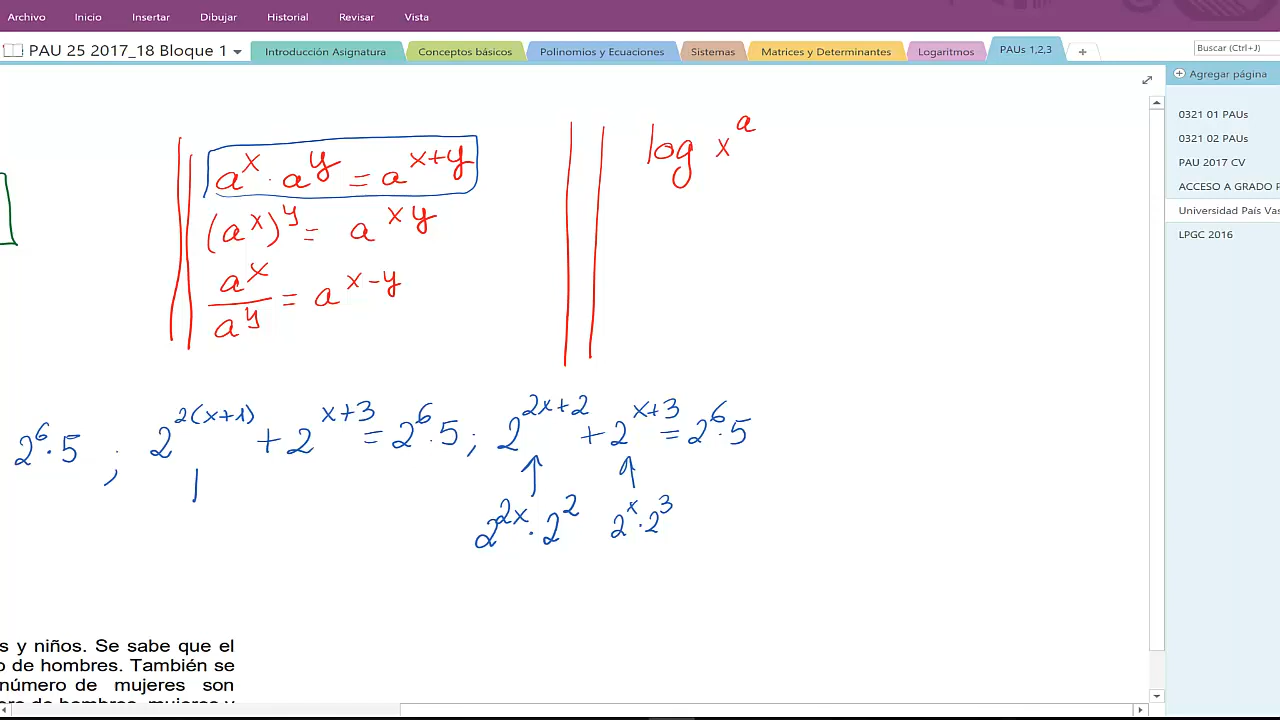 Archivo Inicio Insertar Dibujar Historial Revisar Vista
PAU 25 2017_18 Bloque 1 Introducción Asignatura Conceptos básicos Polinomios y Ecuaciones Sistemas Matrices y Determinantes Logaritmos PAUs 1,2,3 Buscar (Ctrl+J)
Agregar página
0321 01 PAUs
0321 02 PAUs
PAU 2017 CV
ACCESO A GRADO
Universidad País Vas
LPGC 2016
a^x · a^y = a^{x+y}
(a^x)^y = a^{xy}
a^x / a^y = a^{x-y}
log x^a
2^6·5 ; 2^{2(x+1)} + 2^{x+3} = 2^6·5 ; 2^{2x+2} + 2^{x+3} = 2^6·5
2^{2x} · 2^2 2^x · 2^3
s y niños. Se sabe que el
o de hombres. También se
número de mujeres son